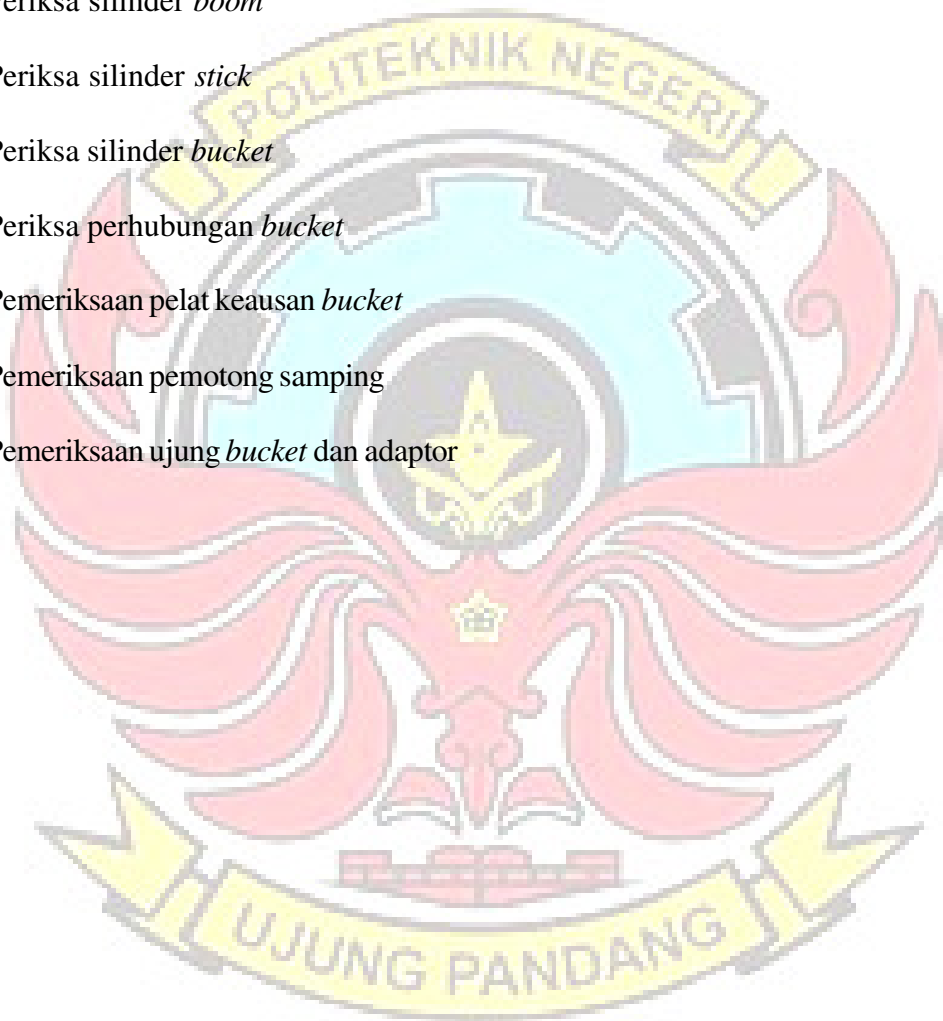 Periksa silinder boom
Periksa silinder stick
Periksa silinder bucket
Periksa perhubungan bucket
Pemeriksaan pelat keausan bucket
Pemeriksaan pemotong samping
Pemeriksaan ujung bucket dan adaptor
POLITEKNIK NEGERI
UJUNG PANDANG